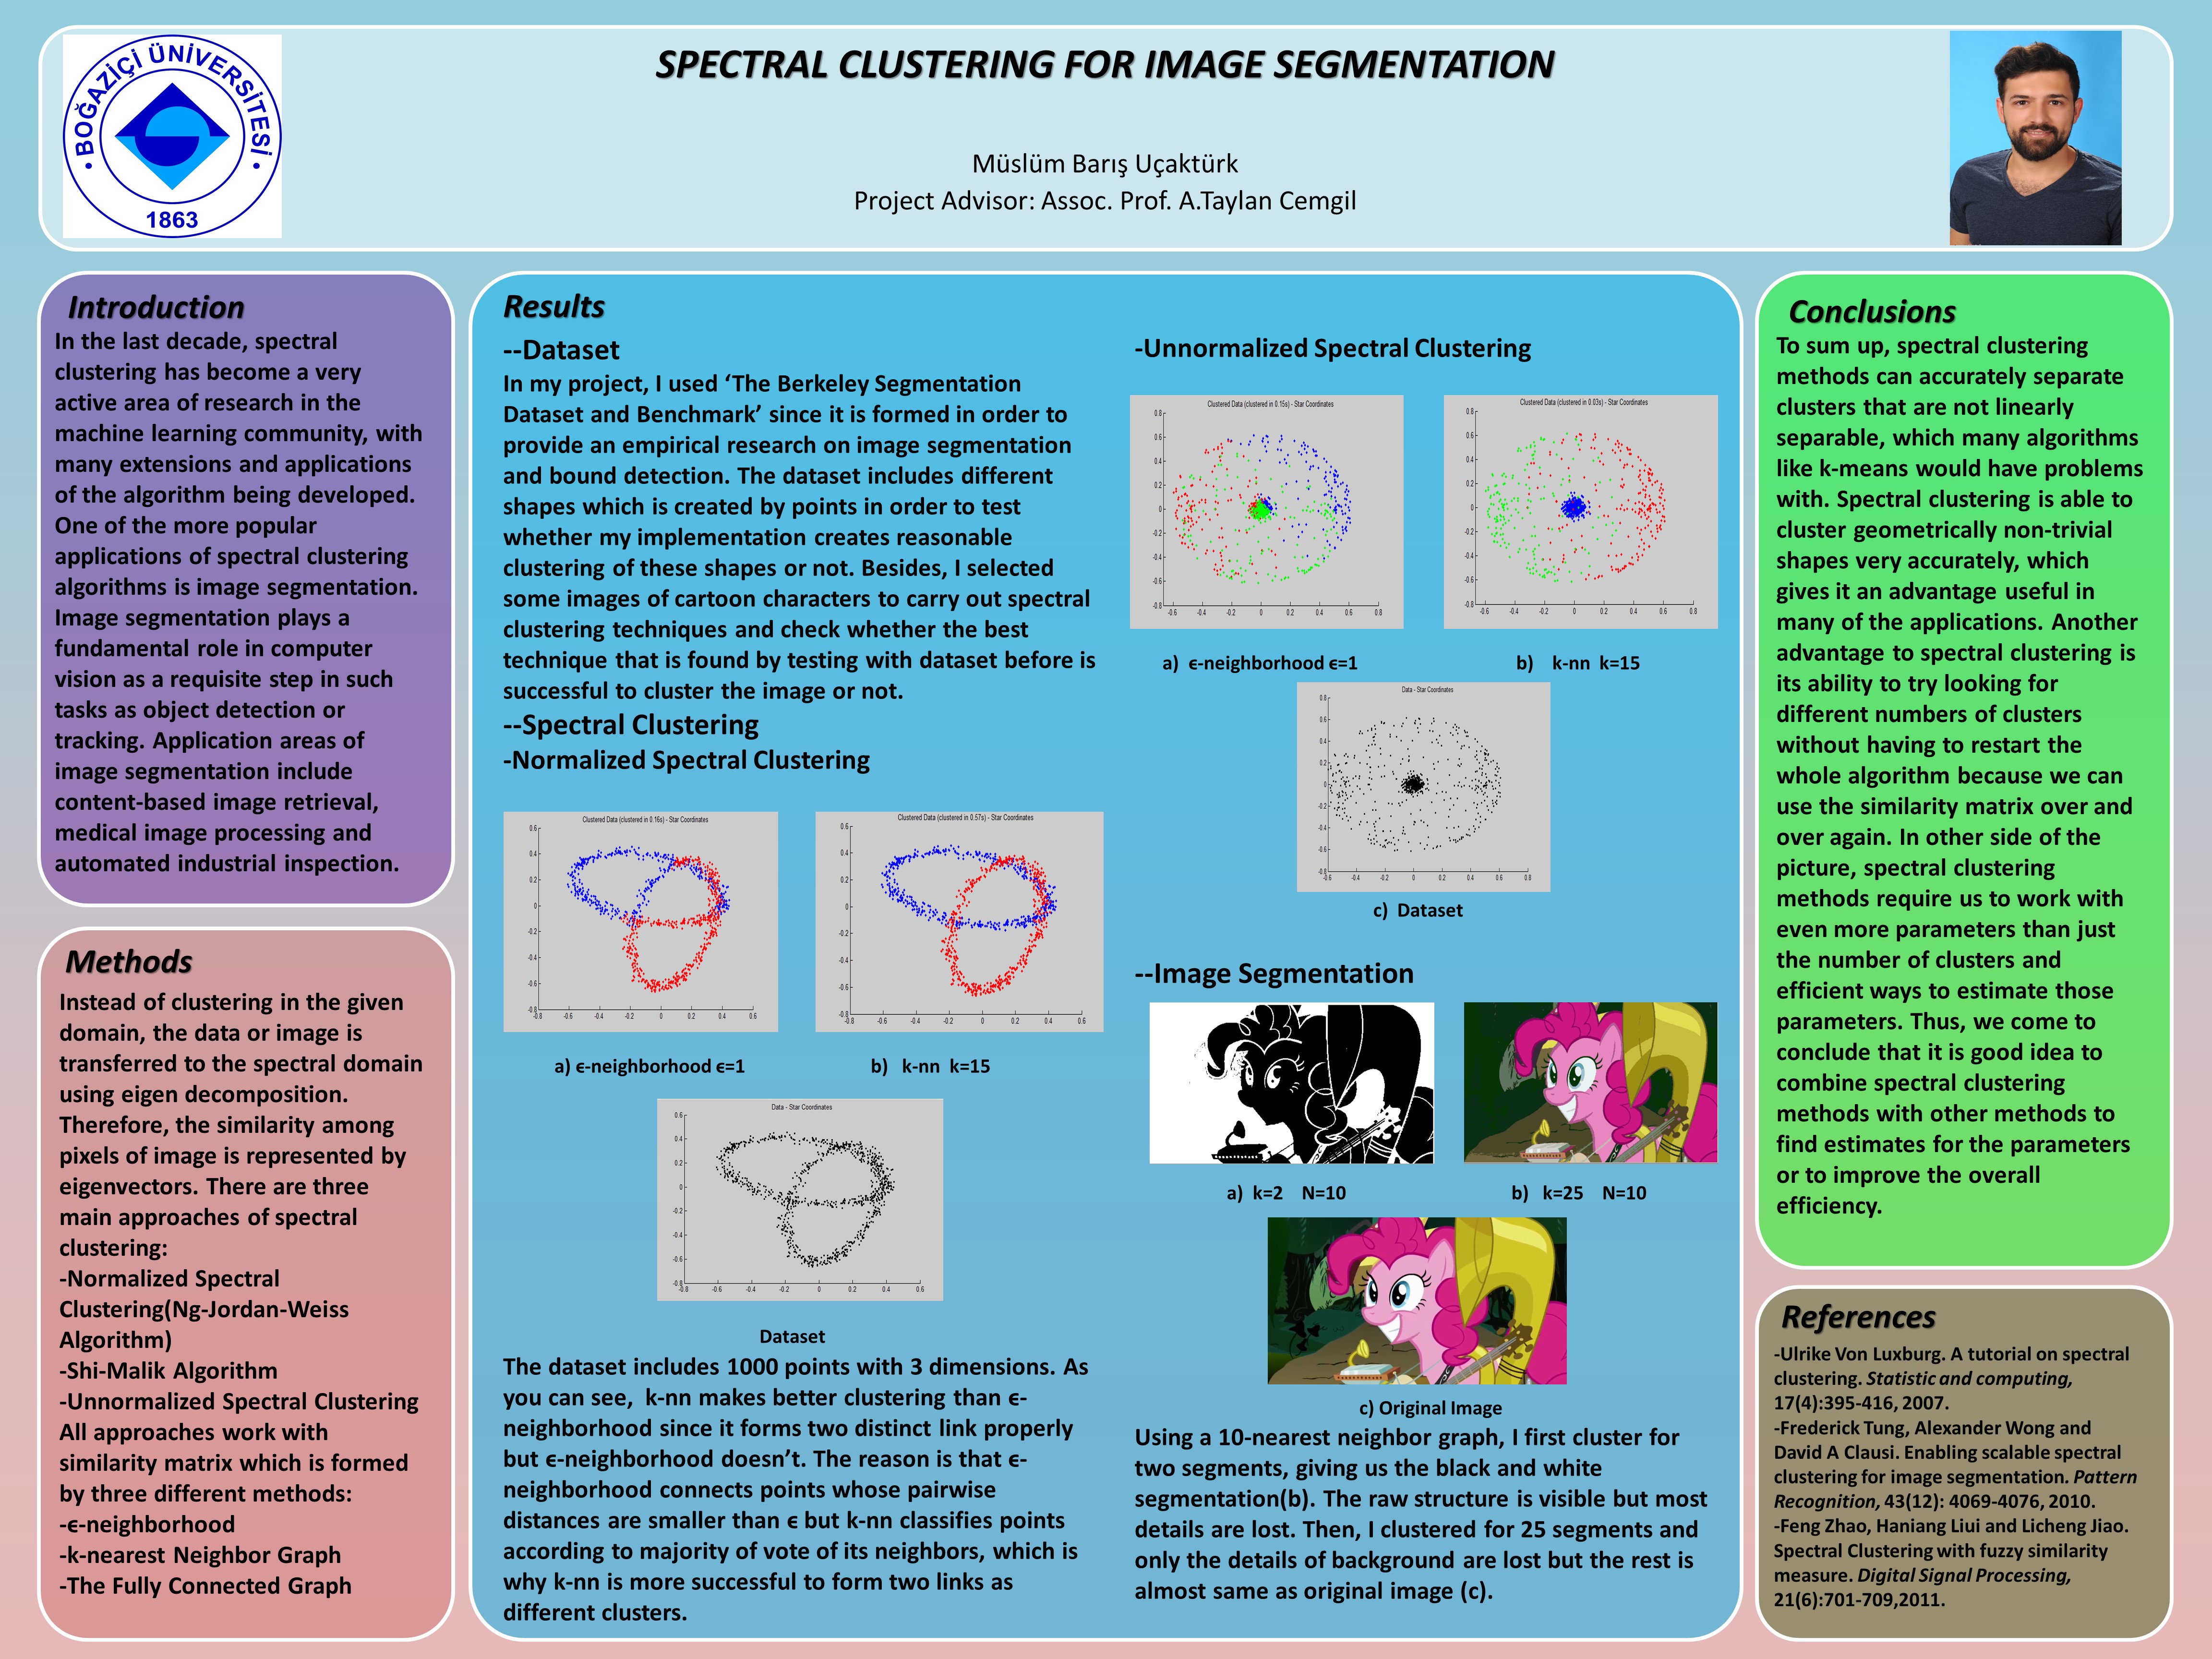 BOĞAZİÇİ ÜNİVERSİTESİ
1863
SPECTRAL CLUSTERING FOR IMAGE SEGMENTATION
Müslüm Barış Uçaktürk
Project Advisor: Assoc. Prof. A.Taylan Cemgil
Introduction
In the last decade, spectral
clustering has become a very
active area of research in the
machine learning community, with
many extensions and applications
of the algorithm being developed.
One of the more popular
applications of spectral clustering
algorithms is image segmentation.
Image segmentation plays a
fundamental role in computer
vision as a requisite step in such
tasks as object detection or
tracking. Application areas of
image segmentation include
content-based image retrieval,
medical image processing and
automated industrial inspection.
Methods
Instead of clustering in the given
domain, the data or image is
transferred to the spectral domain
using eigen decomposition.
Therefore, the similarity among
pixels of image is represented by
eigenvectors. There are three
main approaches of spectral
clustering:
-Normalized Spectral
Clustering(Ng-Jordan-Weiss
Algorithm)
-Shi-Malik Algorithm
-Unnormalized Spectral Clustering
All approaches work with
similarity matrix which is formed
by three different methods:
-ϵ-neighborhood
-k-nearest Neighbor Graph
-The Fully Connected Graph
Results
--Dataset
In my project, I used ‘The Berkeley Segmentation
Dataset and Benchmark’ since it is formed in order to
provide an empirical research on image segmentation
and bound detection. The dataset includes different
shapes which is created by points in order to test
whether my implementation creates reasonable
clustering of these shapes or not. Besides, I selected
some images of cartoon characters to carry out spectral
clustering techniques and check whether the best
technique that is found by testing with dataset before is
successful to cluster the image or not.
--Spectral Clustering
-Normalized Spectral Clustering
Clustered Data (clustered in 0.16s) - Star Coordinates
Clustered Data (clustered in 0.57s) - Star Coordinates
a) ϵ-neighborhood ϵ=1
b) k-nn k=15
Data - Star Coordinates
Dataset
The dataset includes 1000 points with 3 dimensions. As
you can see, k-nn makes better clustering than ϵ-
neighborhood since it forms two distinct link properly
but ϵ-neighborhood doesn’t. The reason is that ϵ-
neighborhood connects points whose pairwise
distances are smaller than ϵ but k-nn classifies points
according to majority of vote of its neighbors, which is
why k-nn is more successful to form two links as
different clusters.
-Unnormalized Spectral Clustering
Clustered Data (clustered in 0.15s) - Star Coordinates
Clustered Data (clustered in 0.03s) - Star Coordinates
a) ϵ-neighborhood ϵ=1
b) k-nn k=15
Data - Star Coordinates
c) Dataset
--Image Segmentation
a) k=2 N=10
b) k=25 N=10
c) Original Image
Using a 10-nearest neighbor graph, I first cluster for
two segments, giving us the black and white
segmentation(b). The raw structure is visible but most
details are lost. Then, I clustered for 25 segments and
only the details of background are lost but the rest is
almost same as original image (c).
Conclusions
To sum up, spectral clustering
methods can accurately separate
clusters that are not linearly
separable, which many algorithms
like k-means would have problems
with. Spectral clustering is able to
cluster geometrically non-trivial
shapes very accurately, which
gives it an advantage useful in
many of the applications. Another
advantage to spectral clustering is
its ability to try looking for
different numbers of clusters
without having to restart the
whole algorithm because we can
use the similarity matrix over and
over again. In other side of the
picture, spectral clustering
methods require us to work with
even more parameters than just
the number of clusters and
efficient ways to estimate those
parameters. Thus, we come to
conclude that it is good idea to
combine spectral clustering
methods with other methods to
find estimates for the parameters
or to improve the overall
efficiency.
References
-Ulrike Von Luxburg. A tutorial on spectral
clustering. Statistic and computing,
17(4):395-416, 2007.
-Frederick Tung, Alexander Wong and
David A Clausi. Enabling scalable spectral
clustering for image segmentation. Pattern
Recognition, 43(12): 4069-4076, 2010.
-Feng Zhao, Haniang Liui and Licheng Jiao.
Spectral Clustering with fuzzy similarity
measure. Digital Signal Processing,
21(6):701-709,2011.